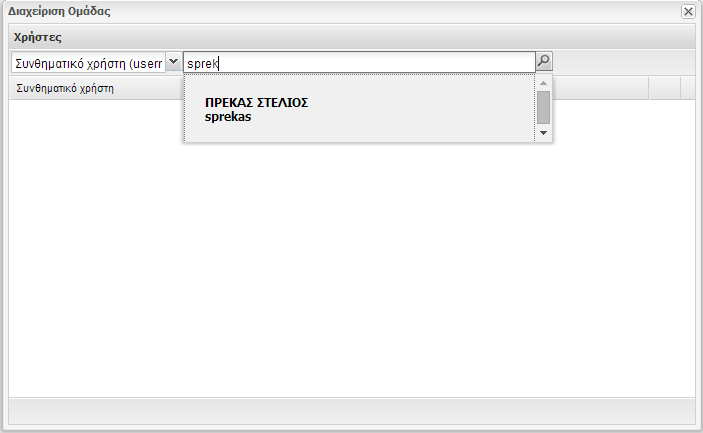 Διαχείριση Ομάδας
Χρήστες
Συνθηματικό χρήστη (userr
sprek
Συνθηματικό χρήστη
ΠΡΕΚΑΣ ΣΤΕΛΙΟΣ
sprekas